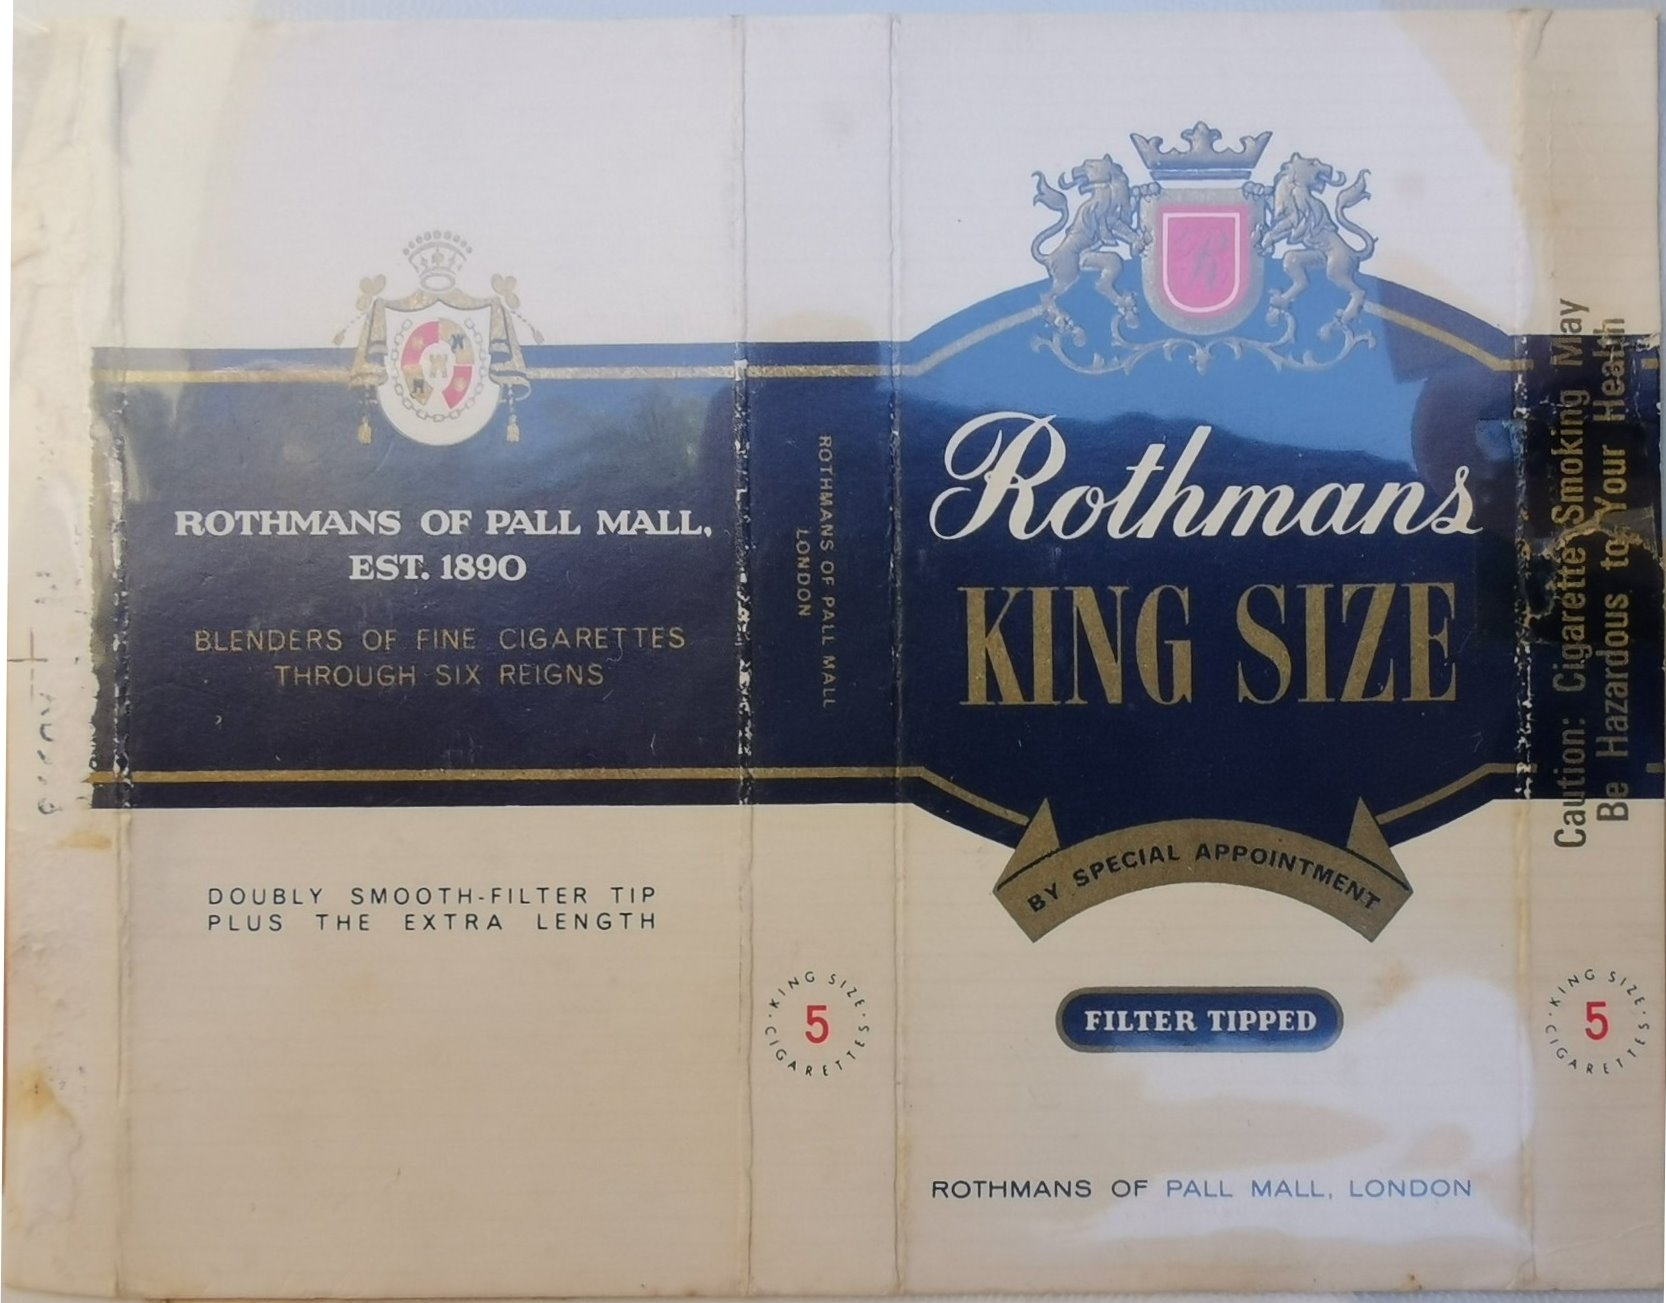 ROTHMANS OF PALL MALL,
EST. 1890
BLENDERS OF FINE CIGARETTES
THROUGH SIX REIGNS
DOUBLY SMOOTH-FILTER TIP
PLUS THE EXTRA LENGTH
ROTHMANS OF PALL MALL
LONDON
KING SIZE
5
CIGARETTES
R
Rothmans
KING SIZE
BY SPECIAL APPOINTMENT
FILTER TIPPED
ROTHMANS OF PALL MALL, LONDON
Caution: Cigarette Smoking May
Be Hazardous to Your Health
KING SIZE
5
CIGARETTES